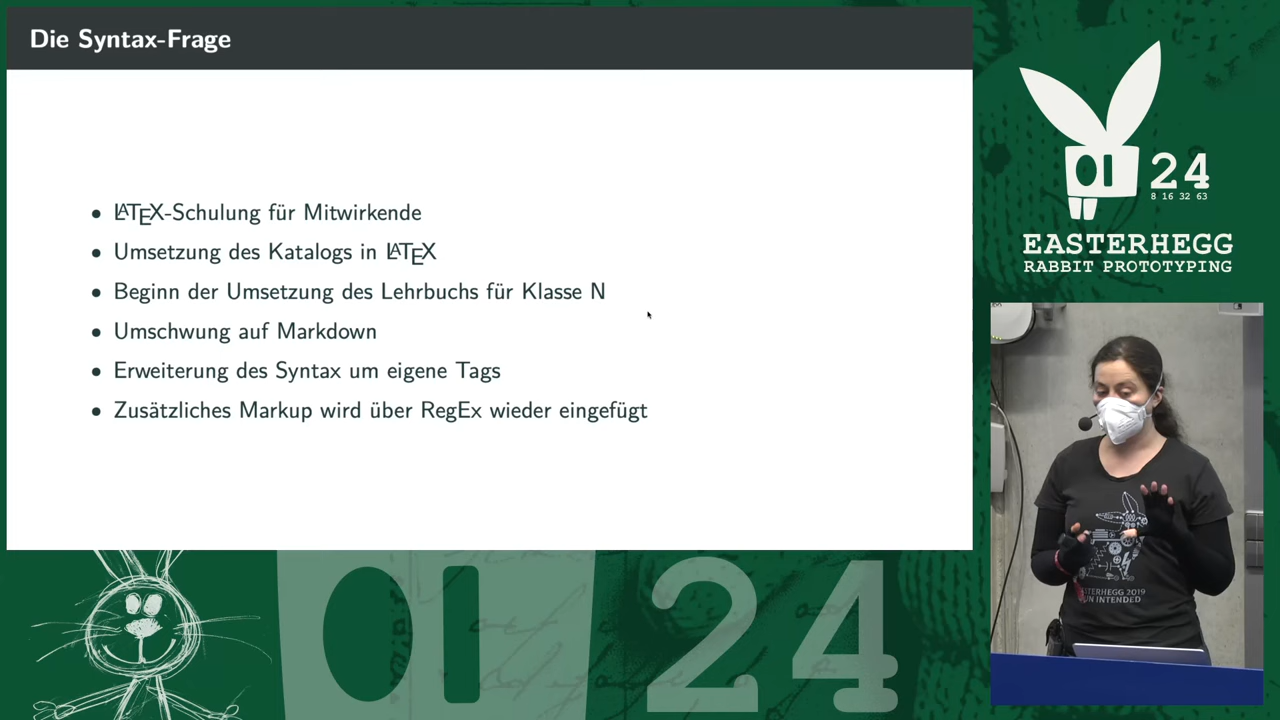 Die Syntax-Frage
LATEX-Schulung für Mitwirkende
Umsetzung des Katalogs in LATEX
Beginn der Umsetzung des Lehrbuchs für Klasse N
Umschwung auf Markdown
Erweiterung des Syntax um eigene Tags
Zusätzliches Markup wird über RegEx wieder eingefügt
24
8 16 32 63
EASTERHEGG
RABBIT PROTOTYPING
EASTERHEGG 2019
UN INTENDED
24